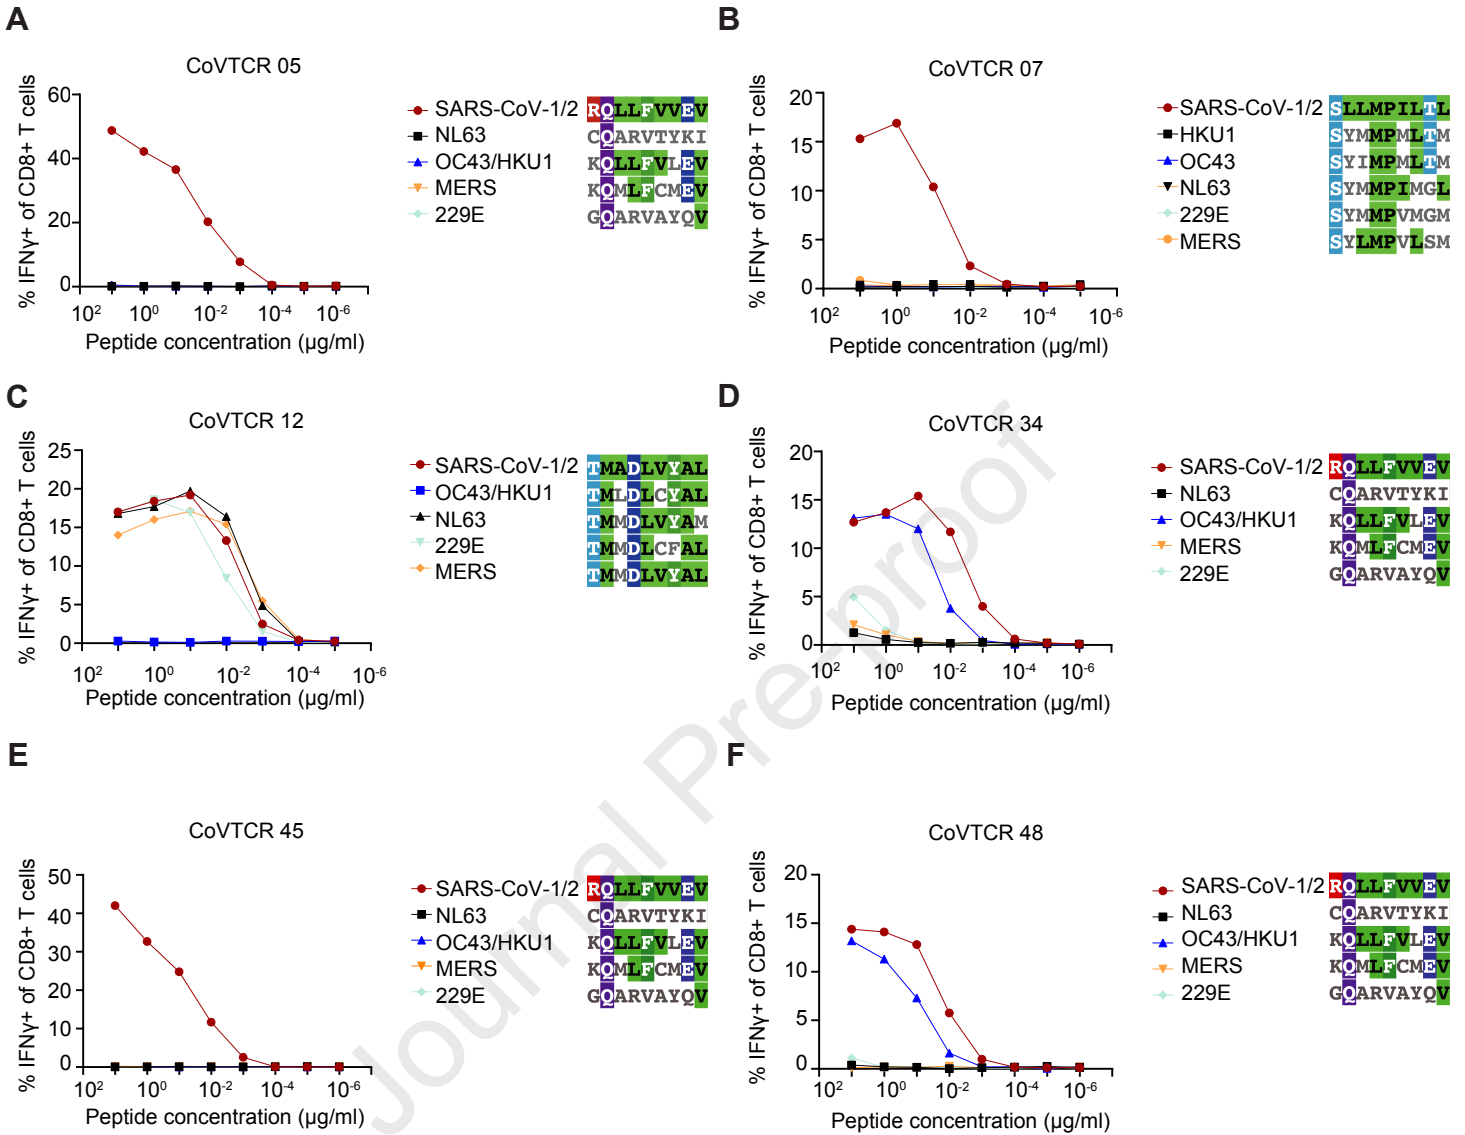 A
CoVTCR 05
% IFNγ+ of CD8+ T cells
60
40
20
0
10² 10⁰ 10⁻² 10⁻⁴ 10⁻⁶
Peptide concentration (µg/ml)
SARS-CoV-1/2 RQLLFVVEV
NL63 CQARVTYKI
OC43/HKU1 KQLLFVLEV
MERS KQMLFCMEV
229E GQARVAYQV
B
CoVTCR 07
% IFNγ+ of CD8+ T cells
20
15
10
5
0
10² 10⁰ 10⁻² 10⁻⁴ 10⁻⁶
Peptide concentration (µg/ml)
SARS-CoV-1/2 SLLMPILTL
HKU1 SYMMPMLTM
OC43 SYIMPMLTM
NL63 SYMMPIMGL
229E SYMMPVMGM
MERS SYLMPVLSM
C
CoVTCR 12
% IFNγ+ of CD8+ T cells
25
20
15
10
5
0
10² 10⁰ 10⁻² 10⁻⁴ 10⁻⁶
Peptide concentration (µg/ml)
SARS-CoV-1/2 TMADLVYAL
OC43/HKU1 TMLDLCYAL
NL63 TMMDLVYAM
229E TMMDLCFAL
MERS TMMDLVYAL
D
CoVTCR 34
% IFNγ+ of CD8+ T cells
20
15
10
5
0
10² 10⁰ 10⁻² 10⁻⁴ 10⁻⁶
Peptide concentration (µg/ml)
SARS-CoV-1/2 RQLLFVVEV
NL63 CQARVTYKI
OC43/HKU1 KQLLFVLEV
MERS KQMLFCMEV
229E GQARVAYQV
E
CoVTCR 45
% IFNγ+ of CD8+ T cells
50
40
30
20
10
0
10² 10⁰ 10⁻² 10⁻⁴ 10⁻⁶
Peptide concentration (µg/ml)
SARS-CoV-1/2 RQLLFVVEV
NL63 CQARVTYKI
OC43/HKU1 KQLLFVLEV
MERS KQMLFCMEV
229E GQARVAYQV
F
CoVTCR 48
% IFNγ+ of CD8+ T cells
20
15
10
5
0
10² 10⁰ 10⁻² 10⁻⁴ 10⁻⁶
Peptide concentration (µg/ml)
SARS-CoV-1/2 RQLLFVVEV
NL63 CQARVTYKI
OC43/HKU1 KQLLFVLEV
MERS KQMLFCMEV
229E GQARVAYQV
Journal Pre-proof